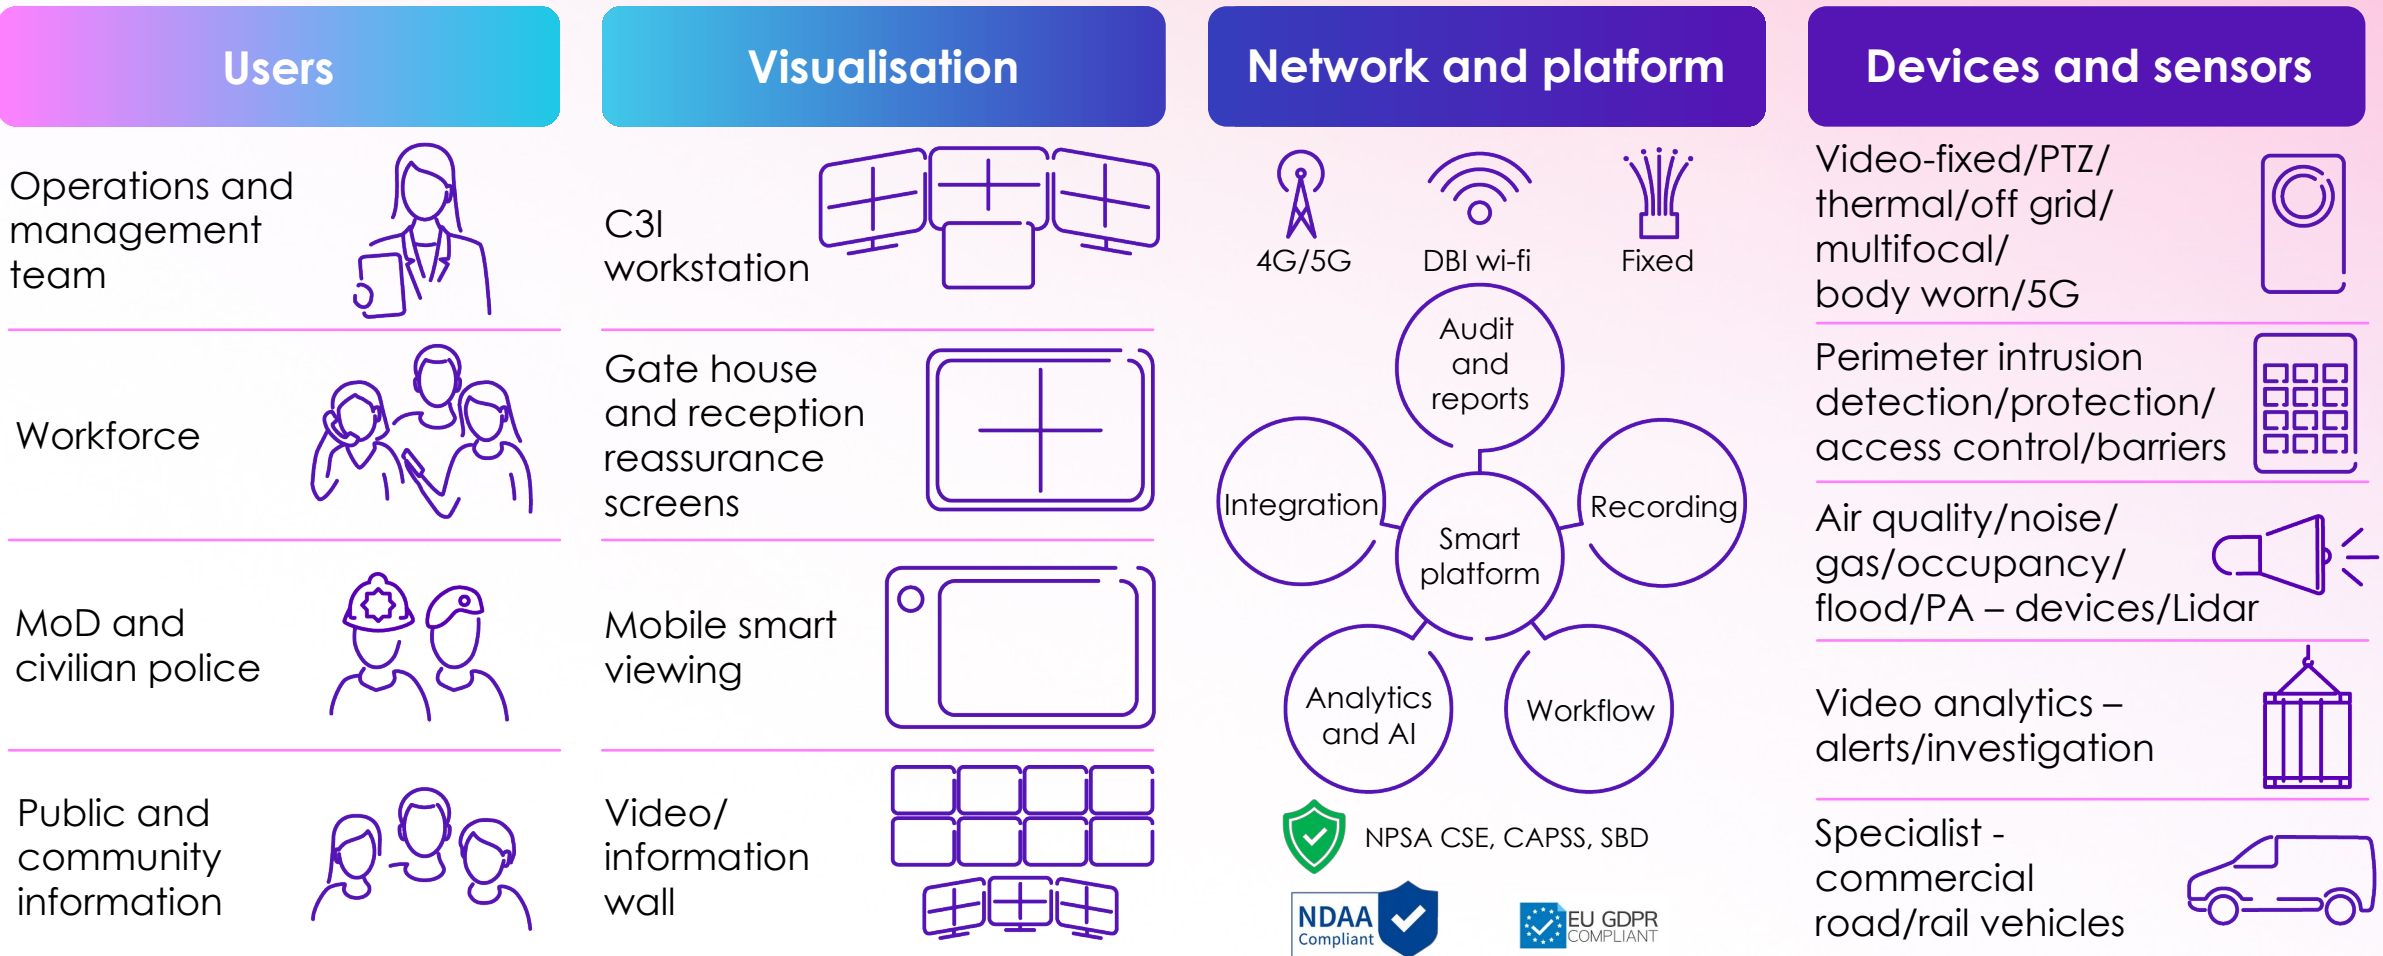 Users
Operations and
management
team
Workforce
MoD and
civilian police
Public and
community
information
Visualisation
C3I
workstation
Gate house
and reception
reassurance
screens
Mobile smart
viewing
Video/
information
wall
Network and platform
4G/5G
DBI wi-fi
Fixed
Audit
and
reports
Integration
Recording
Smart
platform
Analytics
and AI
Workflow
NPSA CSE, CAPSS, SBD
NDAA
Compliant
EU GDPR
COMPLIANT
Devices and sensors
Video-fixed/PTZ/
thermal/off grid/
multifocal/
body worn/5G
Perimeter intrusion
detection/protection/
access control/barriers
Air quality/noise/
gas/occupancy/
flood/PA – devices/Lidar
Video analytics –
alerts/investigation
Specialist -
commercial
road/rail vehicles